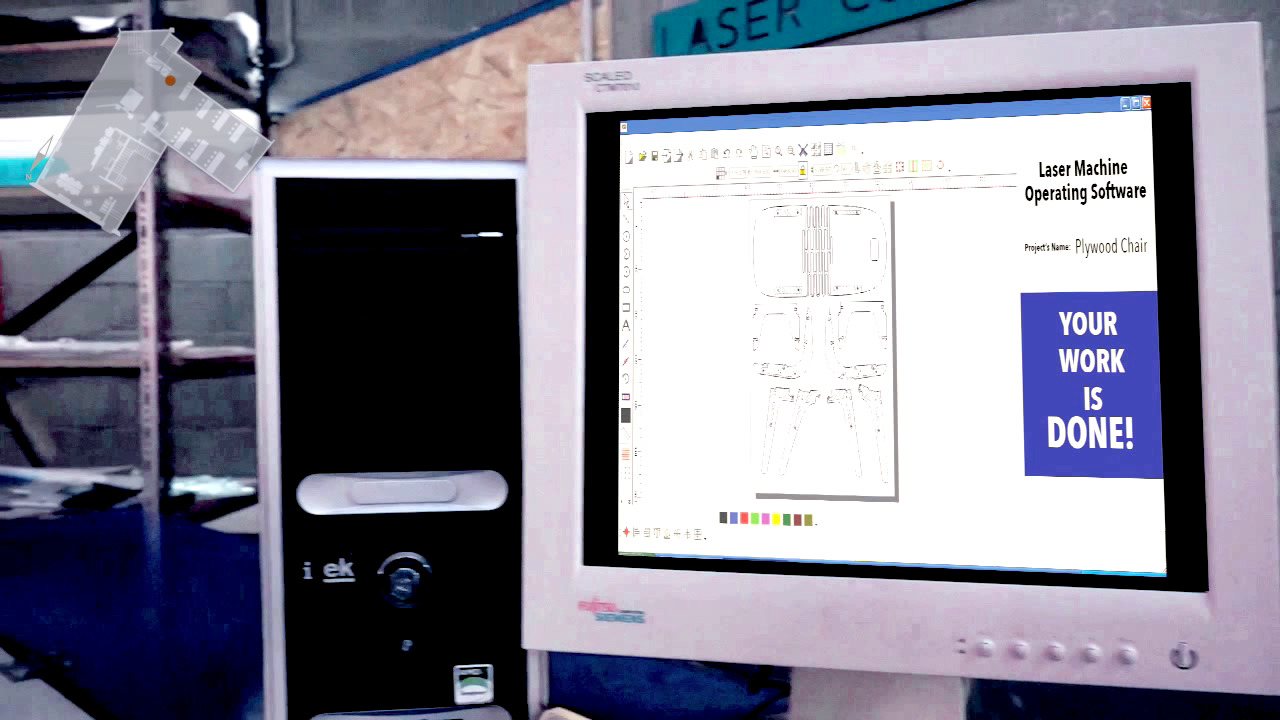 LASER
SCALEO
Laser Machine
Operating Software
Project's Name: Plywood Chair
YOUR
WORK
IS
DONE!
A
i ek
FUJITSU
SIEMENS